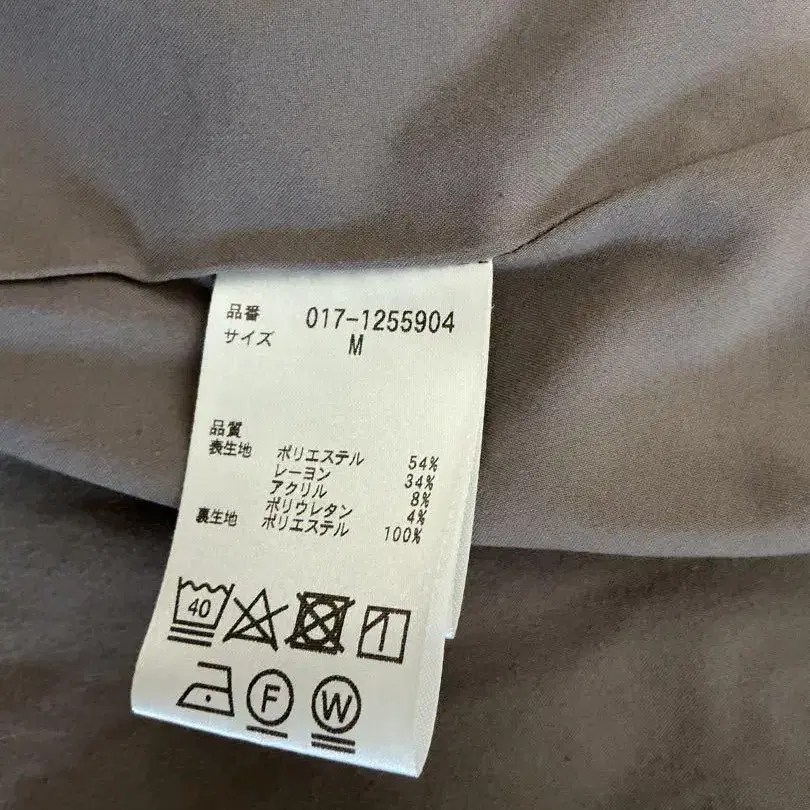 品番 017-1255904
サイズ M
品質
表生地 ポリエステル 54%
レーヨン 34%
アクリル 8%
ポリウレタン 4%
裏生地 ポリエステル 100%
40
F
W